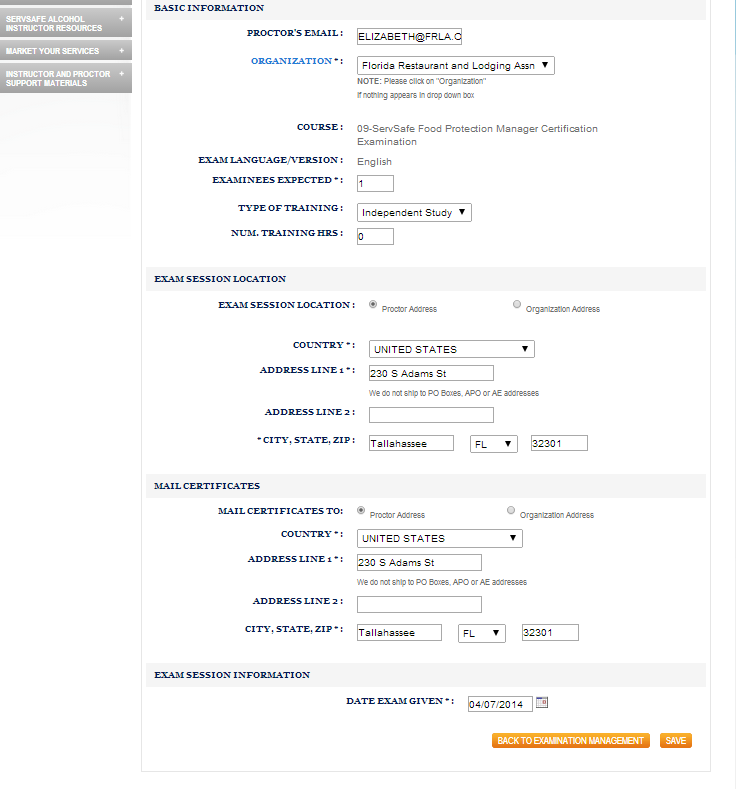 SERVSAFE ALCOHOL
INSTRUCTOR RESOURCES
MARKET YOUR SERVICES
INSTRUCTOR AND PROCTOR
SUPPORT MATERIALS
BASIC INFORMATION
PROCTOR'S EMAIL : ELIZABETH@FRLA.C
ORGANIZATION * : Florida Restaurant and Lodging Assn
NOTE: Please click on "Organization"
If nothing appears in drop down box
COURSE : 09-ServSafe Food Protection Manager Certification
Examination
EXAM LANGUAGE/VERSION : English
EXAMINEES EXPECTED * : 1
TYPE OF TRAINING : Independent Study
NUM. TRAINING HRS : 0
EXAM SESSION LOCATION
EXAM SESSION LOCATION : Proctor Address Organization Address
COUNTRY * : UNITED STATES
ADDRESS LINE 1 * : 230 S Adams St
We do not ship to PO Boxes, APO or AE addresses
ADDRESS LINE 2 :
* CITY, STATE, ZIP : Tallahassee FL 32301
MAIL CERTIFICATES
MAIL CERTIFICATES TO: Proctor Address Organization Address
COUNTRY * : UNITED STATES
ADDRESS LINE 1 * : 230 S Adams St
We do not ship to PO Boxes, APO or AE addresses
ADDRESS LINE 2 :
CITY, STATE, ZIP * : Tallahassee FL 32301
EXAM SESSION INFORMATION
DATE EXAM GIVEN * : 04/07/2014
BACK TO EXAMINATION MANAGEMENT SAVE